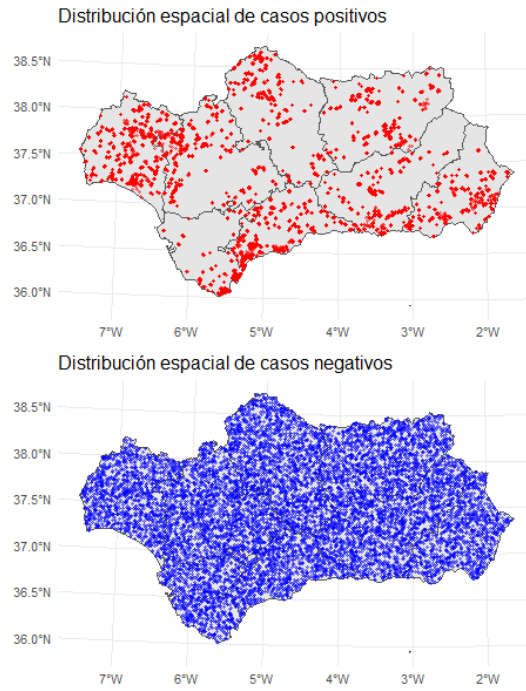 Distribución espacial de casos positivos
38.5°N
38.0°N
37.5°N
37.0°N
36.5°N
36.0°N
7°W 6°W 5°W 4°W 3°W 2°W
Distribución espacial de casos negativos
38.5°N
38.0°N
37.5°N
37.0°N
36.5°N
36.0°N
7°W 6°W 5°W 4°W 3°W 2°W